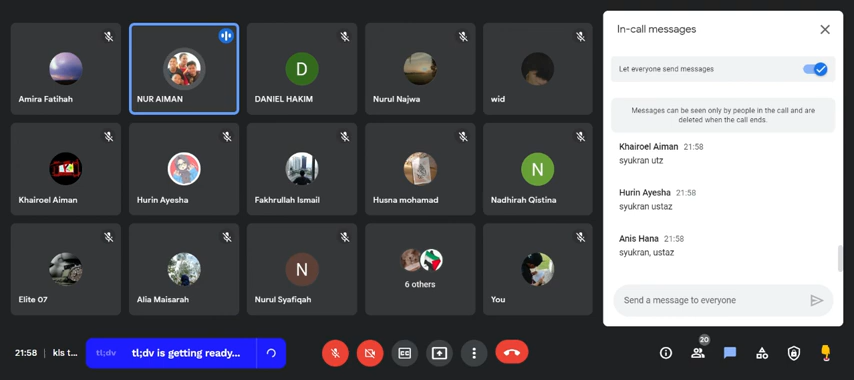 Amira Fatihah
NUR AIMAN
D
DANIEL HAKIM
Nurul Najwa
wid
Khairoel Aiman
Hurin Ayesha
Fakhrullah Ismail
Husna mohamad
N
Nadhirah Qistina
Elite 07
Alia Maisarah
N
Nurul Syafiqah
6 others
You
In-call messages
Let everyone send messages
Messages can be seen only by people in the call and are
deleted when the call ends.
Khairoel Aiman 21:58
syukran utz
Hurin Ayesha 21:58
syukran ustaz
Anis Hana 21:58
syukran, ustaz
Send a message to everyone
21:58 | kls t...
tl;dv tl;dv is getting ready...
CC
20